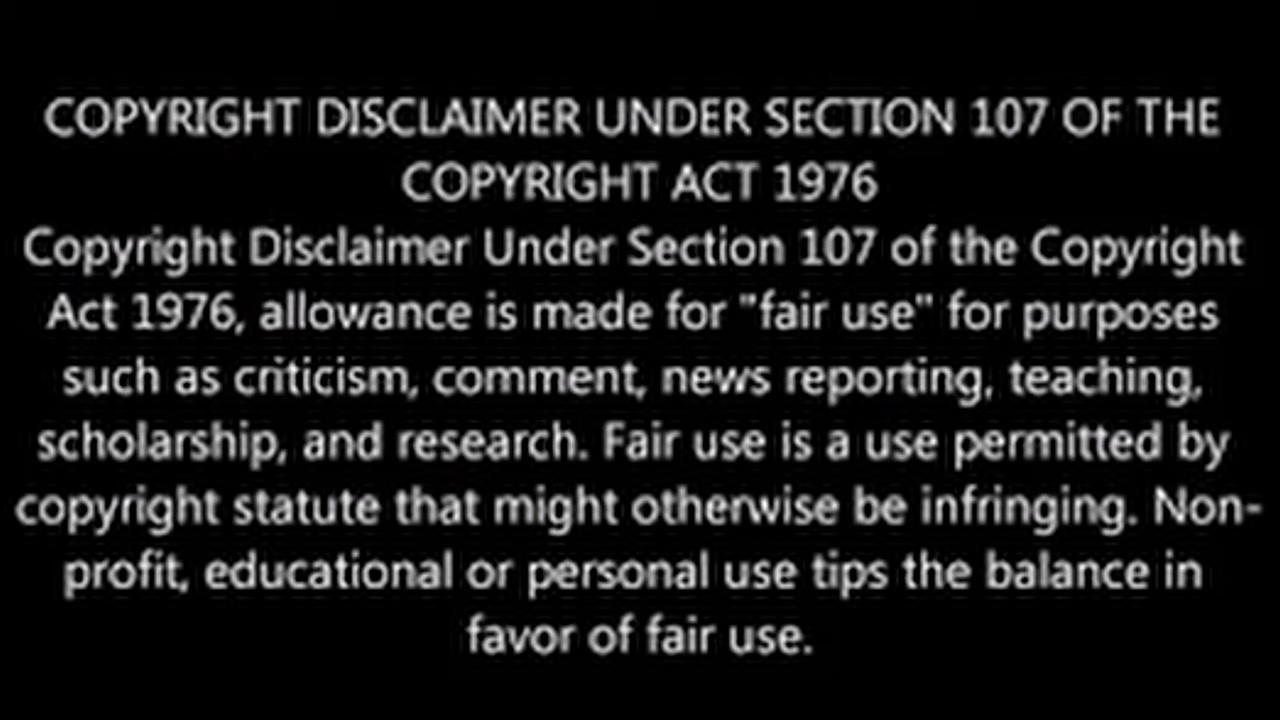 COPYRIGHT DISCLAIMER UNDER SECTION 107 OF THE
COPYRIGHT ACT 1976
Copyright Disclaimer Under Section 107 of the Copyright
Act 1976, allowance is made for "fair use" for purposes
such as criticism, comment, news reporting, teaching,
scholarship, and research. Fair use is a use permitted by
copyright statute that might otherwise be infringing. Non-
profit, educational or personal use tips the balance in
favor of fair use.